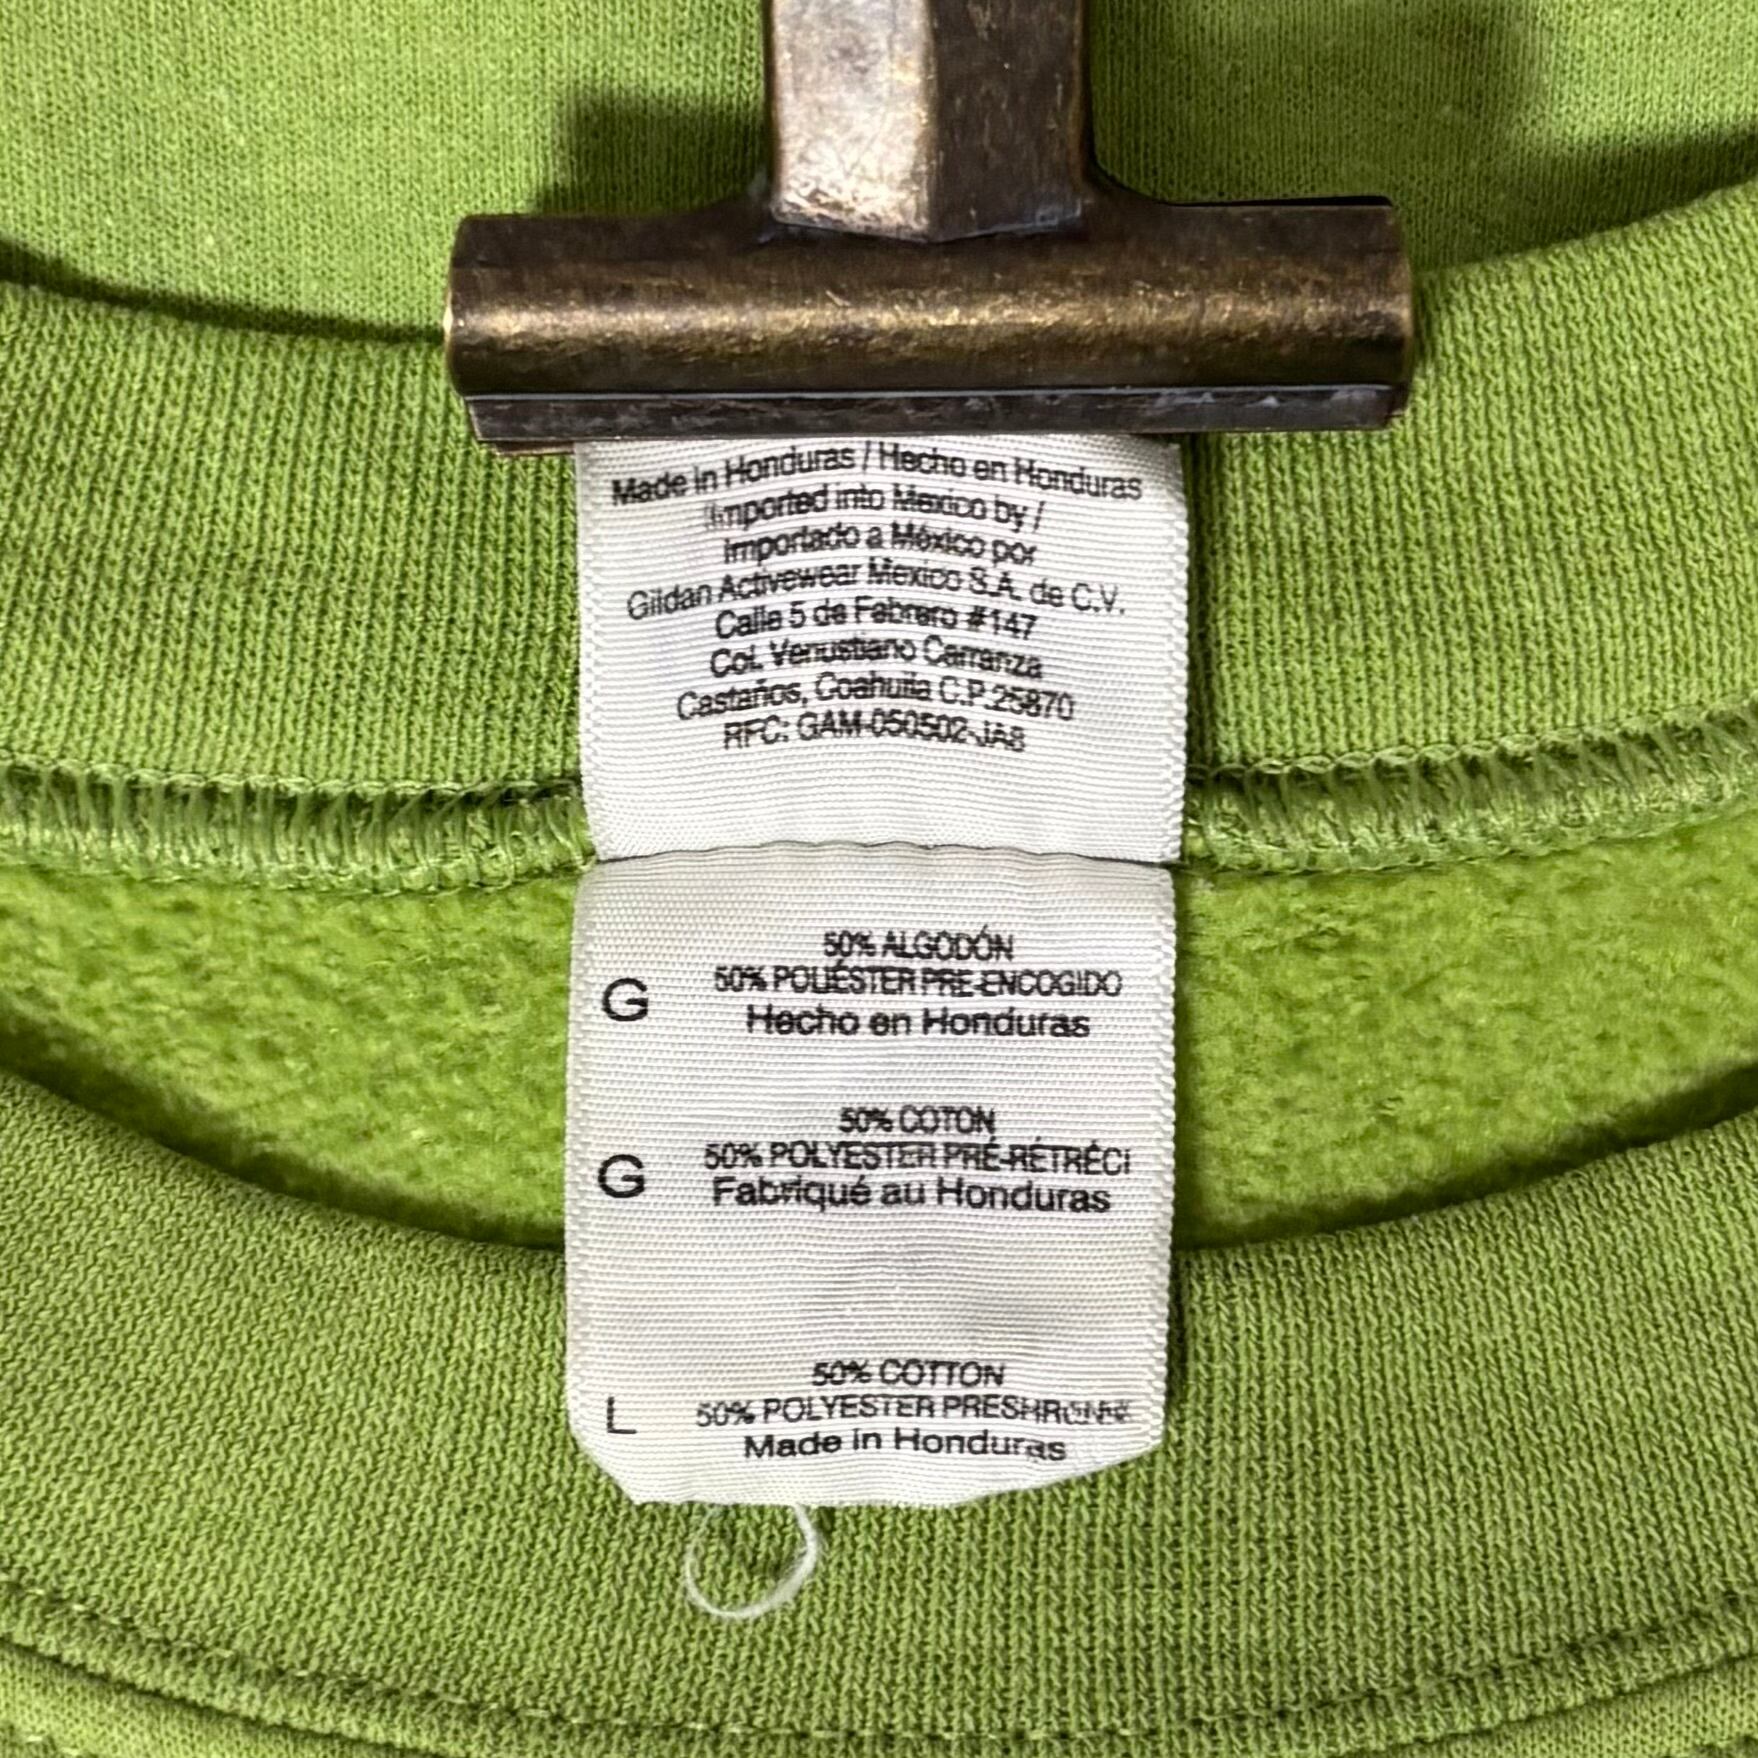 Made in Honduras / Hecho en Honduras
Imported into Mexico by /
Importado a México por
Gildan Activewear Mexico S.A. de C.V.
Calle 5 de Febrero #147
Col. Venustiano Carranza
Castaños, Coahuila C.P.25870
RFC: GAM-050502-JA8
50% ALGODÓN
G 50% POLIÉSTER PRE-ENCOGIDO
Hecho en Honduras
50% COTON
G 50% POLYESTER PRÉ-RÉTRÉCI
Fabriqué au Honduras
50% COTTON
L 50% POLYESTER PRESHRUNK
Made in Honduras